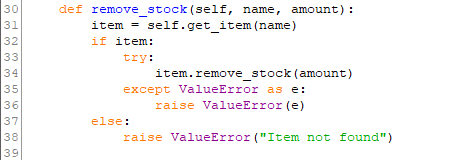 30 def remove_stock(self, name, amount):
31 item = self.get_item(name)
32 if item:
33 try:
34 item.remove_stock(amount)
35 except ValueError as e:
36 raise ValueError(e)
37 else:
38 raise ValueError("Item not found")
39